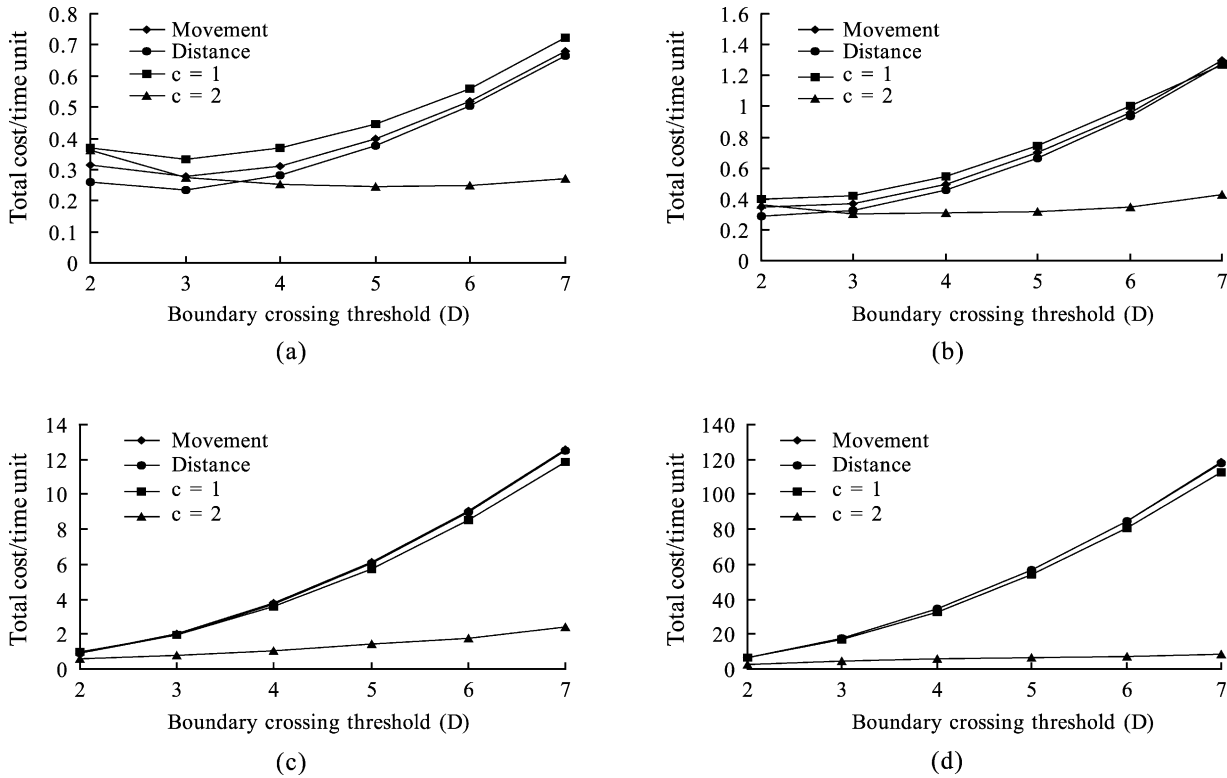 Total cost/time unit
0.8
0.7
0.6
0.5
0.4
0.3
0.2
0.1
0
Movement
Distance
c = 1
c = 2
2 3 4 5 6 7
Boundary crossing threshold (D)
(a)
Total cost/time unit
1.6
1.4
1.2
1
0.8
0.6
0.4
0.2
0
Movement
Distance
c = 1
c = 2
2 3 4 5 6 7
Boundary crossing threshold (D)
(b)
Total cost/time unit
14
12
10
8
6
4
2
0
Movement
Distance
c = 1
c = 2
2 3 4 5 6 7
Boundary crossing threshold (D)
(c)
Total cost/time unit
140
120
100
80
60
40
20
0
Movement
Distance
c = 1
c = 2
2 3 4 5 6 7
Boundary crossing threshold (D)
(d)